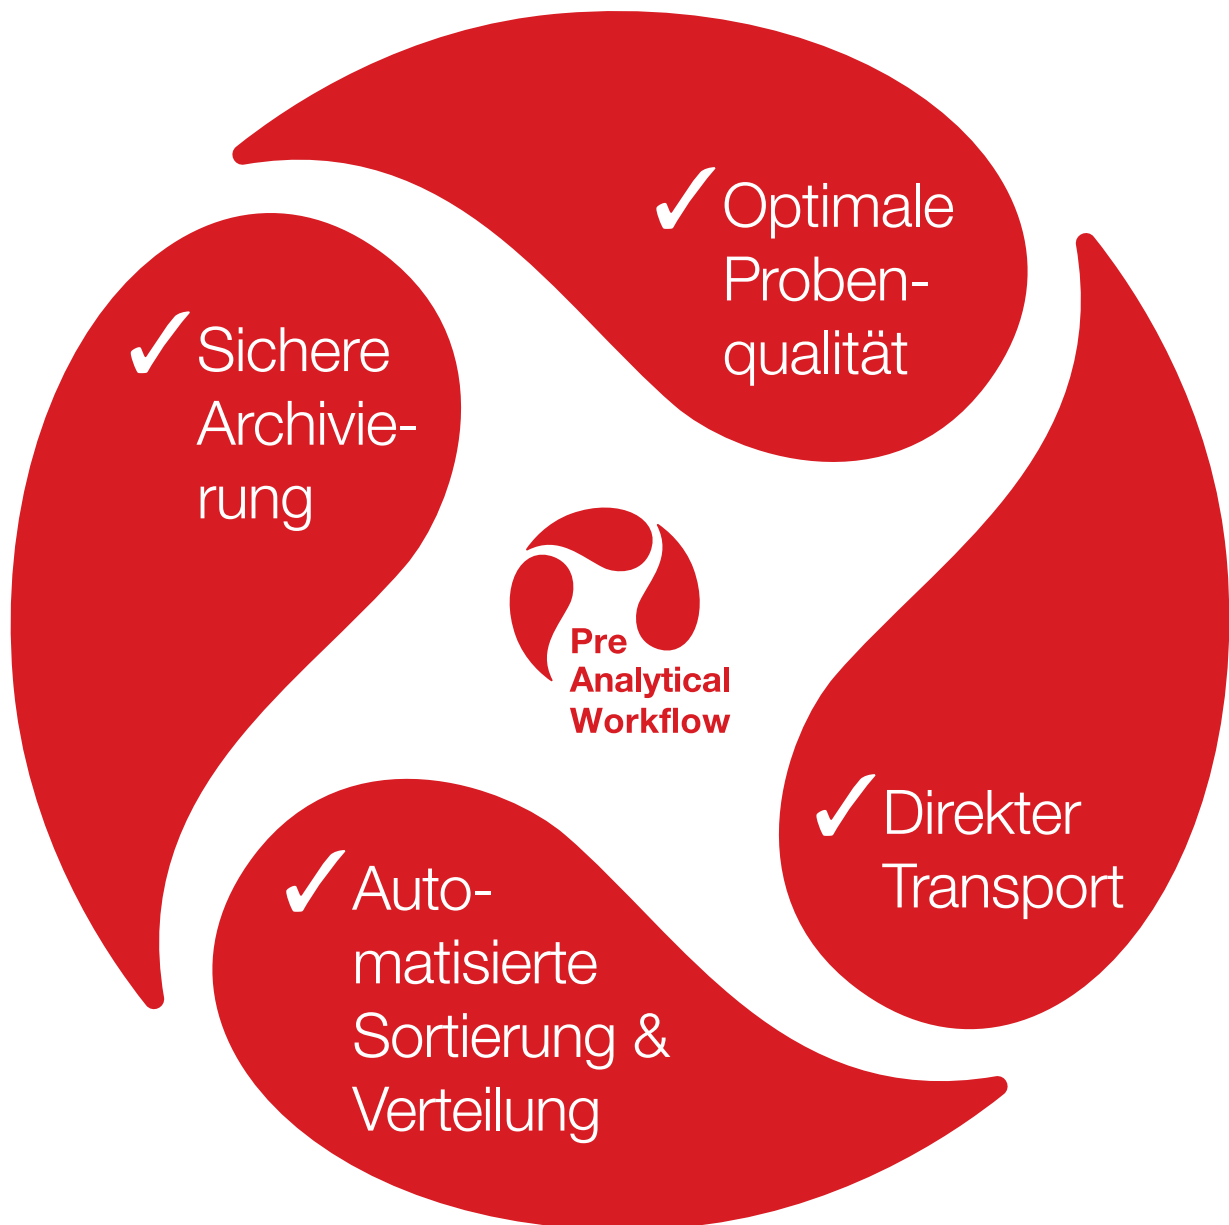 ✓ Optimale
Proben-
qualität
✓ Direkter
Transport
✓ Auto-
matisierte
Sortierung &
Verteilung
✓ Sichere
Archivie-
rung
Pre
Analytical
Workflow